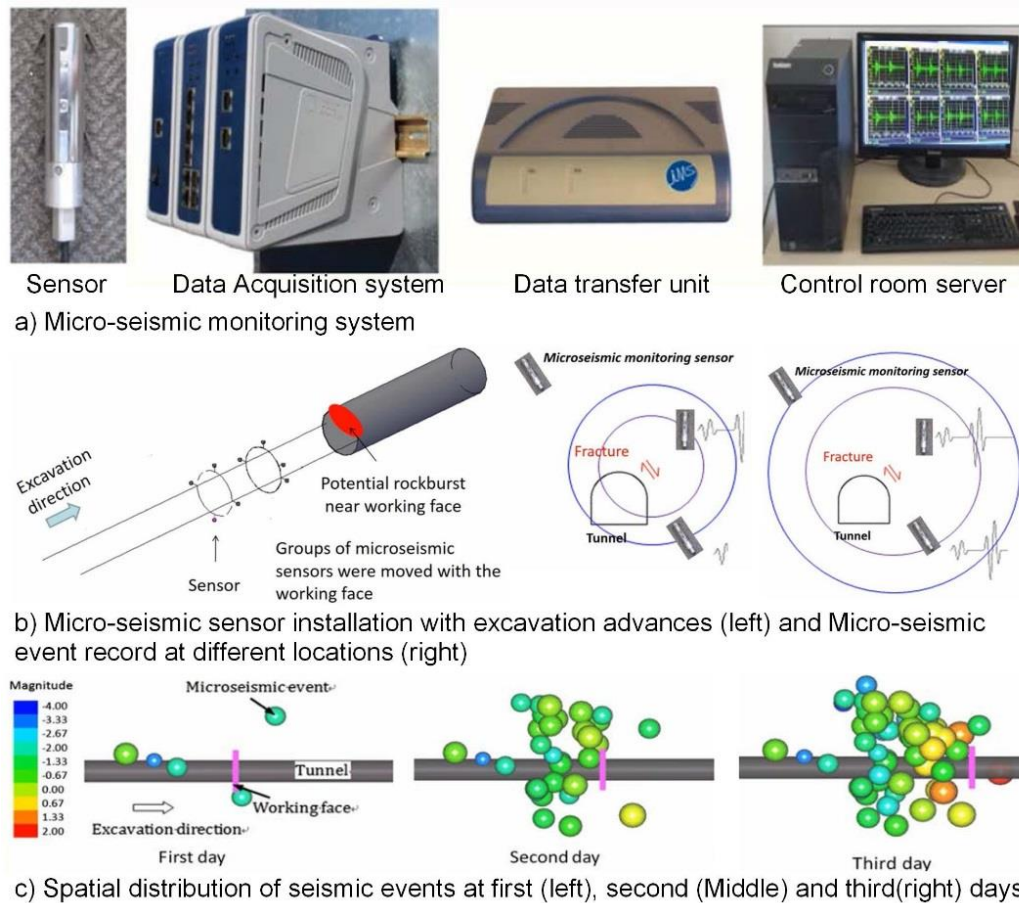 Sensor
Data Acquisition system
Data transfer unit
Control room server
a) Micro-seismic monitoring system
Excavation direction
Sensor
Potential rockburst
near working face
Groups of microseismic
sensors were moved with the
working face
Microseismic monitoring sensor
Fracture
Tunnel
Microseismic monitoring sensor
Fracture
Tunnel
b) Micro-seismic sensor installation with excavation advances (left) and Micro-seismic
event record at different locations (right)
Magnitude
-4.00
-3.33
-2.67
-2.00
-1.33
-0.67
0.00
0.67
1.33
2.00
Microseismic event
Tunnel
Working face
Excavation direction
First day
Second day
Third day
c) Spatial distribution of seismic events at first (left), second (Middle) and third(right) days